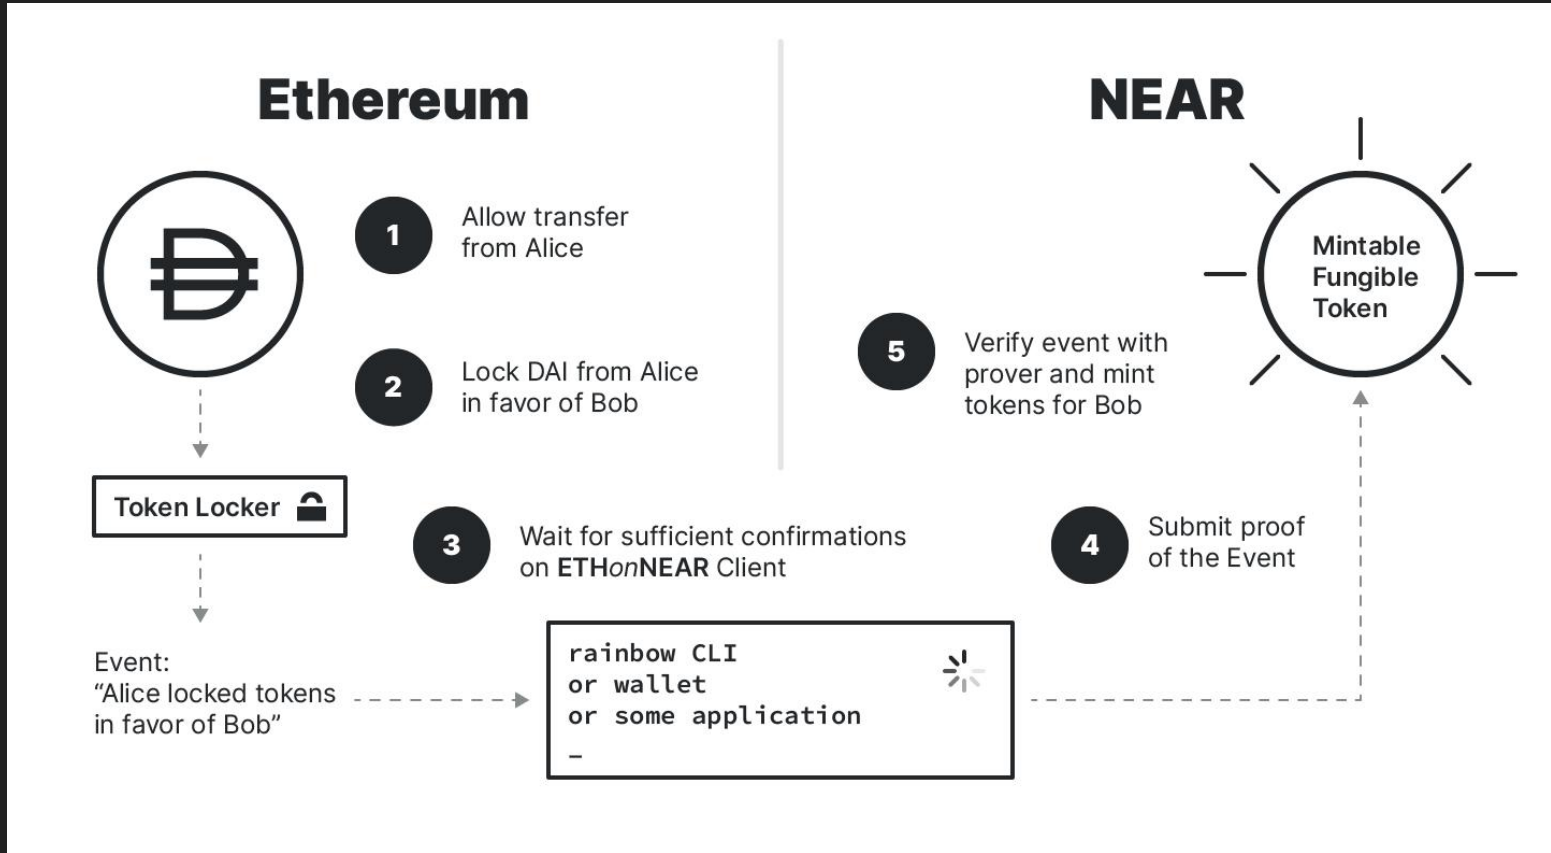 Ethereum
NEAR
1
Allow transfer
from Alice
2
Lock DAI from Alice
in favor of Bob
Mintable
Fungible
Token
5
Verify event with
prover and mint
tokens for Bob
Token Locker
3
Wait for sufficient confirmations
on ETHonNEAR Client
4
Submit proof
of the Event
Event:
“Alice locked tokens
in favor of Bob”
rainbow CLI
or wallet
or some application
_